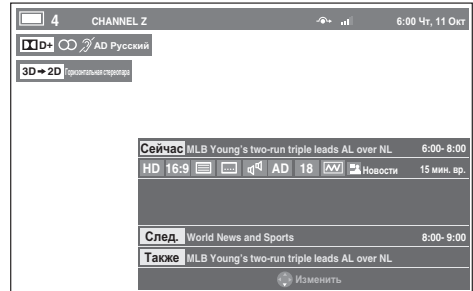 4 CHANNEL Z 6:00 Чт, 11 Окт
D+ AD Русский
3D➔2D Горизонтальная стереопара
Сейчас MLB Young's two-run triple leads AL over NL 6:00- 8:00
HD 16:9 AD 18 Новости 15 мин. вр.
След. World News and Sports 8:00- 9:00
Также MLB Young's two-run triple leads AL over NL
Изменить